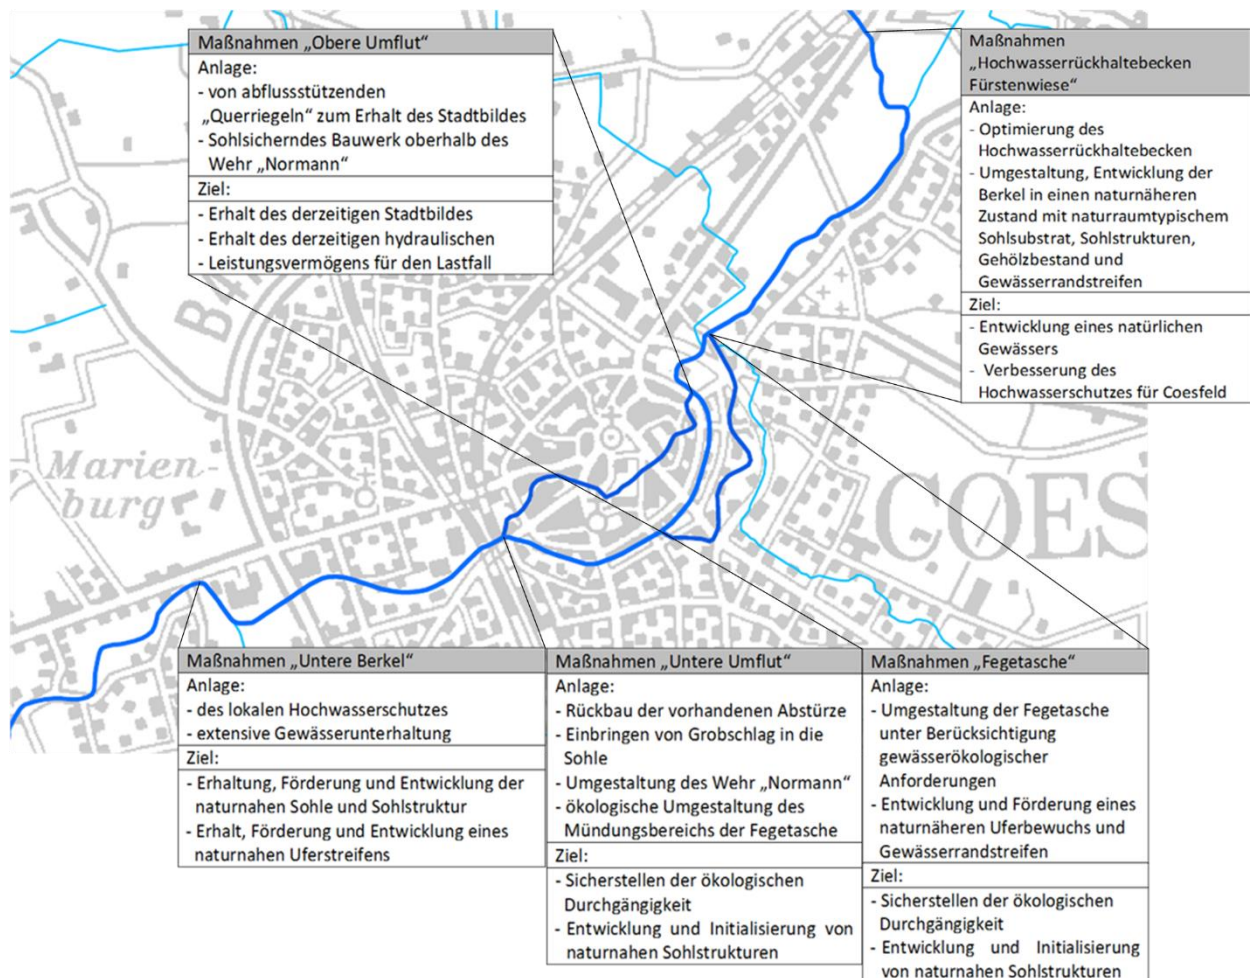 Maßnahmen „Obere Umflut“
Anlage:
- von abflussstützenden
„Querriegeln“ zum Erhalt des Stadtbildes
- Sohlsicherndes Bauwerk oberhalb des
Wehr „Normann“
Ziel:
- Erhalt des derzeitigen Stadtbildes
- Erhalt des derzeitigen hydraulischen
- Leistungsvermögens für den Lastfall
Maßnahmen
„Hochwasserrückhaltebecken
Fürstenwiese“
Anlage:
- Optimierung des
Hochwasserrückhaltebecken
- Umgestaltung, Entwicklung der
Berkel in einen naturnäheren
Zustand mit naturraumtypischem
Sohlsubstrat, Sohlstrukturen,
Gehölzbestand und
Gewässerrandstreifen
Ziel:
- Entwicklung eines natürlichen
Gewässers
- Verbesserung des
Hochwasserschutzes für Coesfeld
B
Marien-
burg
COES
Maßnahmen „Untere Berkel“
Anlage:
- des lokalen Hochwasserschutzes
- extensive Gewässerunterhaltung
Ziel:
- Erhaltung, Förderung und Entwicklung der
naturnahen Sohle und Sohlstruktur
- Erhalt, Förderung und Entwicklung eines
naturnahen Uferstreifens
Maßnahmen „Untere Umflut“
Anlage:
- Rückbau der vorhandenen Abstürze
- Einbringen von Grobschlag in die
Sohle
- Umgestaltung des Wehr „Normann“
- ökologische Umgestaltung des
Mündungsbereichs der Fegetasche
Ziel:
- Sicherstellen der ökologischen
Durchgängigkeit
- Entwicklung und Initialisierung von
naturnahen Sohlstrukturen
Maßnahmen „Fegetasche“
Anlage:
- Umgestaltung der Fegetasche
unter Berücksichtigung
gewässerökologischer
Anforderungen
- Entwicklung und Förderung eines
naturnäheren Uferbewuchs und
Gewässerrandstreifen
Ziel:
- Sicherstellen der ökologischen
Durchgängigkeit
- Entwicklung und Initialisierung
von naturnahen Sohlstrukturen